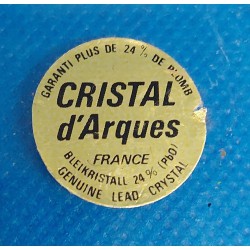 GARANTI PLUS DE 24 % DE PLOMB
CRISTAL
d'Arques
FRANCE
BLEIKRISTALL 24 % (PbO)
GENUINE LEAD CRYSTAL